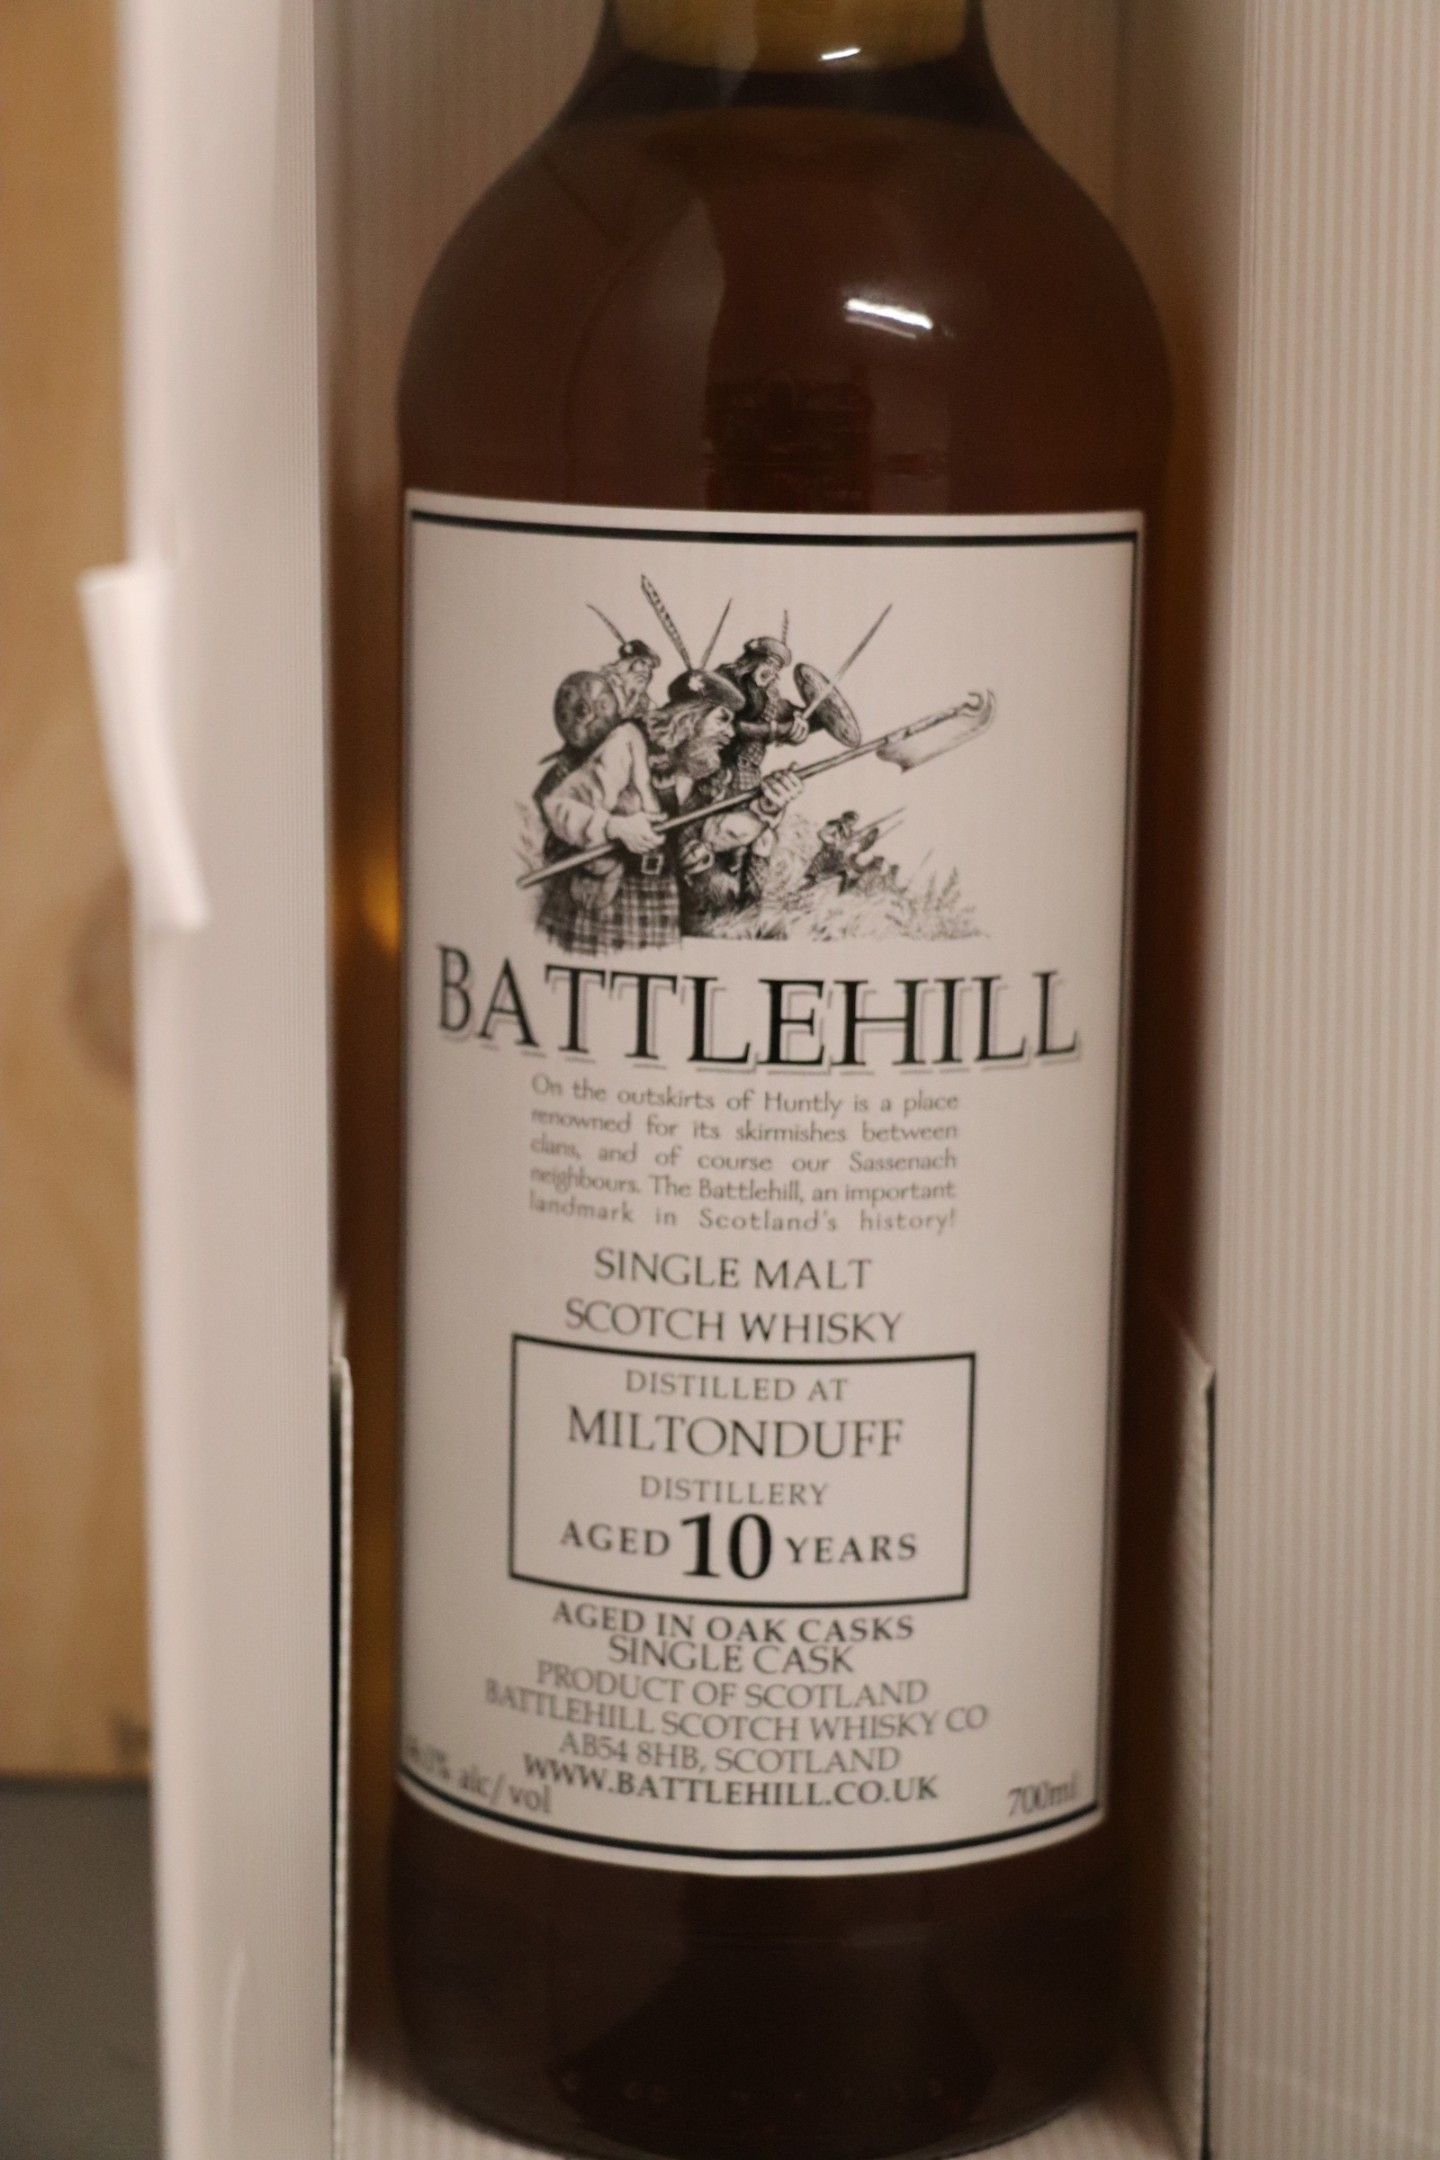 BATTLEHILL
On the outskirts of Huntly is a place
renowned for its skirmishes between
clans, and of course our Sassenach
neighbours. The Battlehill, an important
landmark in Scotland's history!
SINGLE MALT
SCOTCH WHISKY
DISTILLED AT
MILTONDUFF
DISTILLERY
AGED 10 YEARS
AGED IN OAK CASKS
SINGLE CASK
PRODUCT OF SCOTLAND
BATTLEHILL SCOTCH WHISKY CO
AB54 8HB, SCOTLAND
WWW.BATTLEHILL.CO.UK
alc/vol
700ml